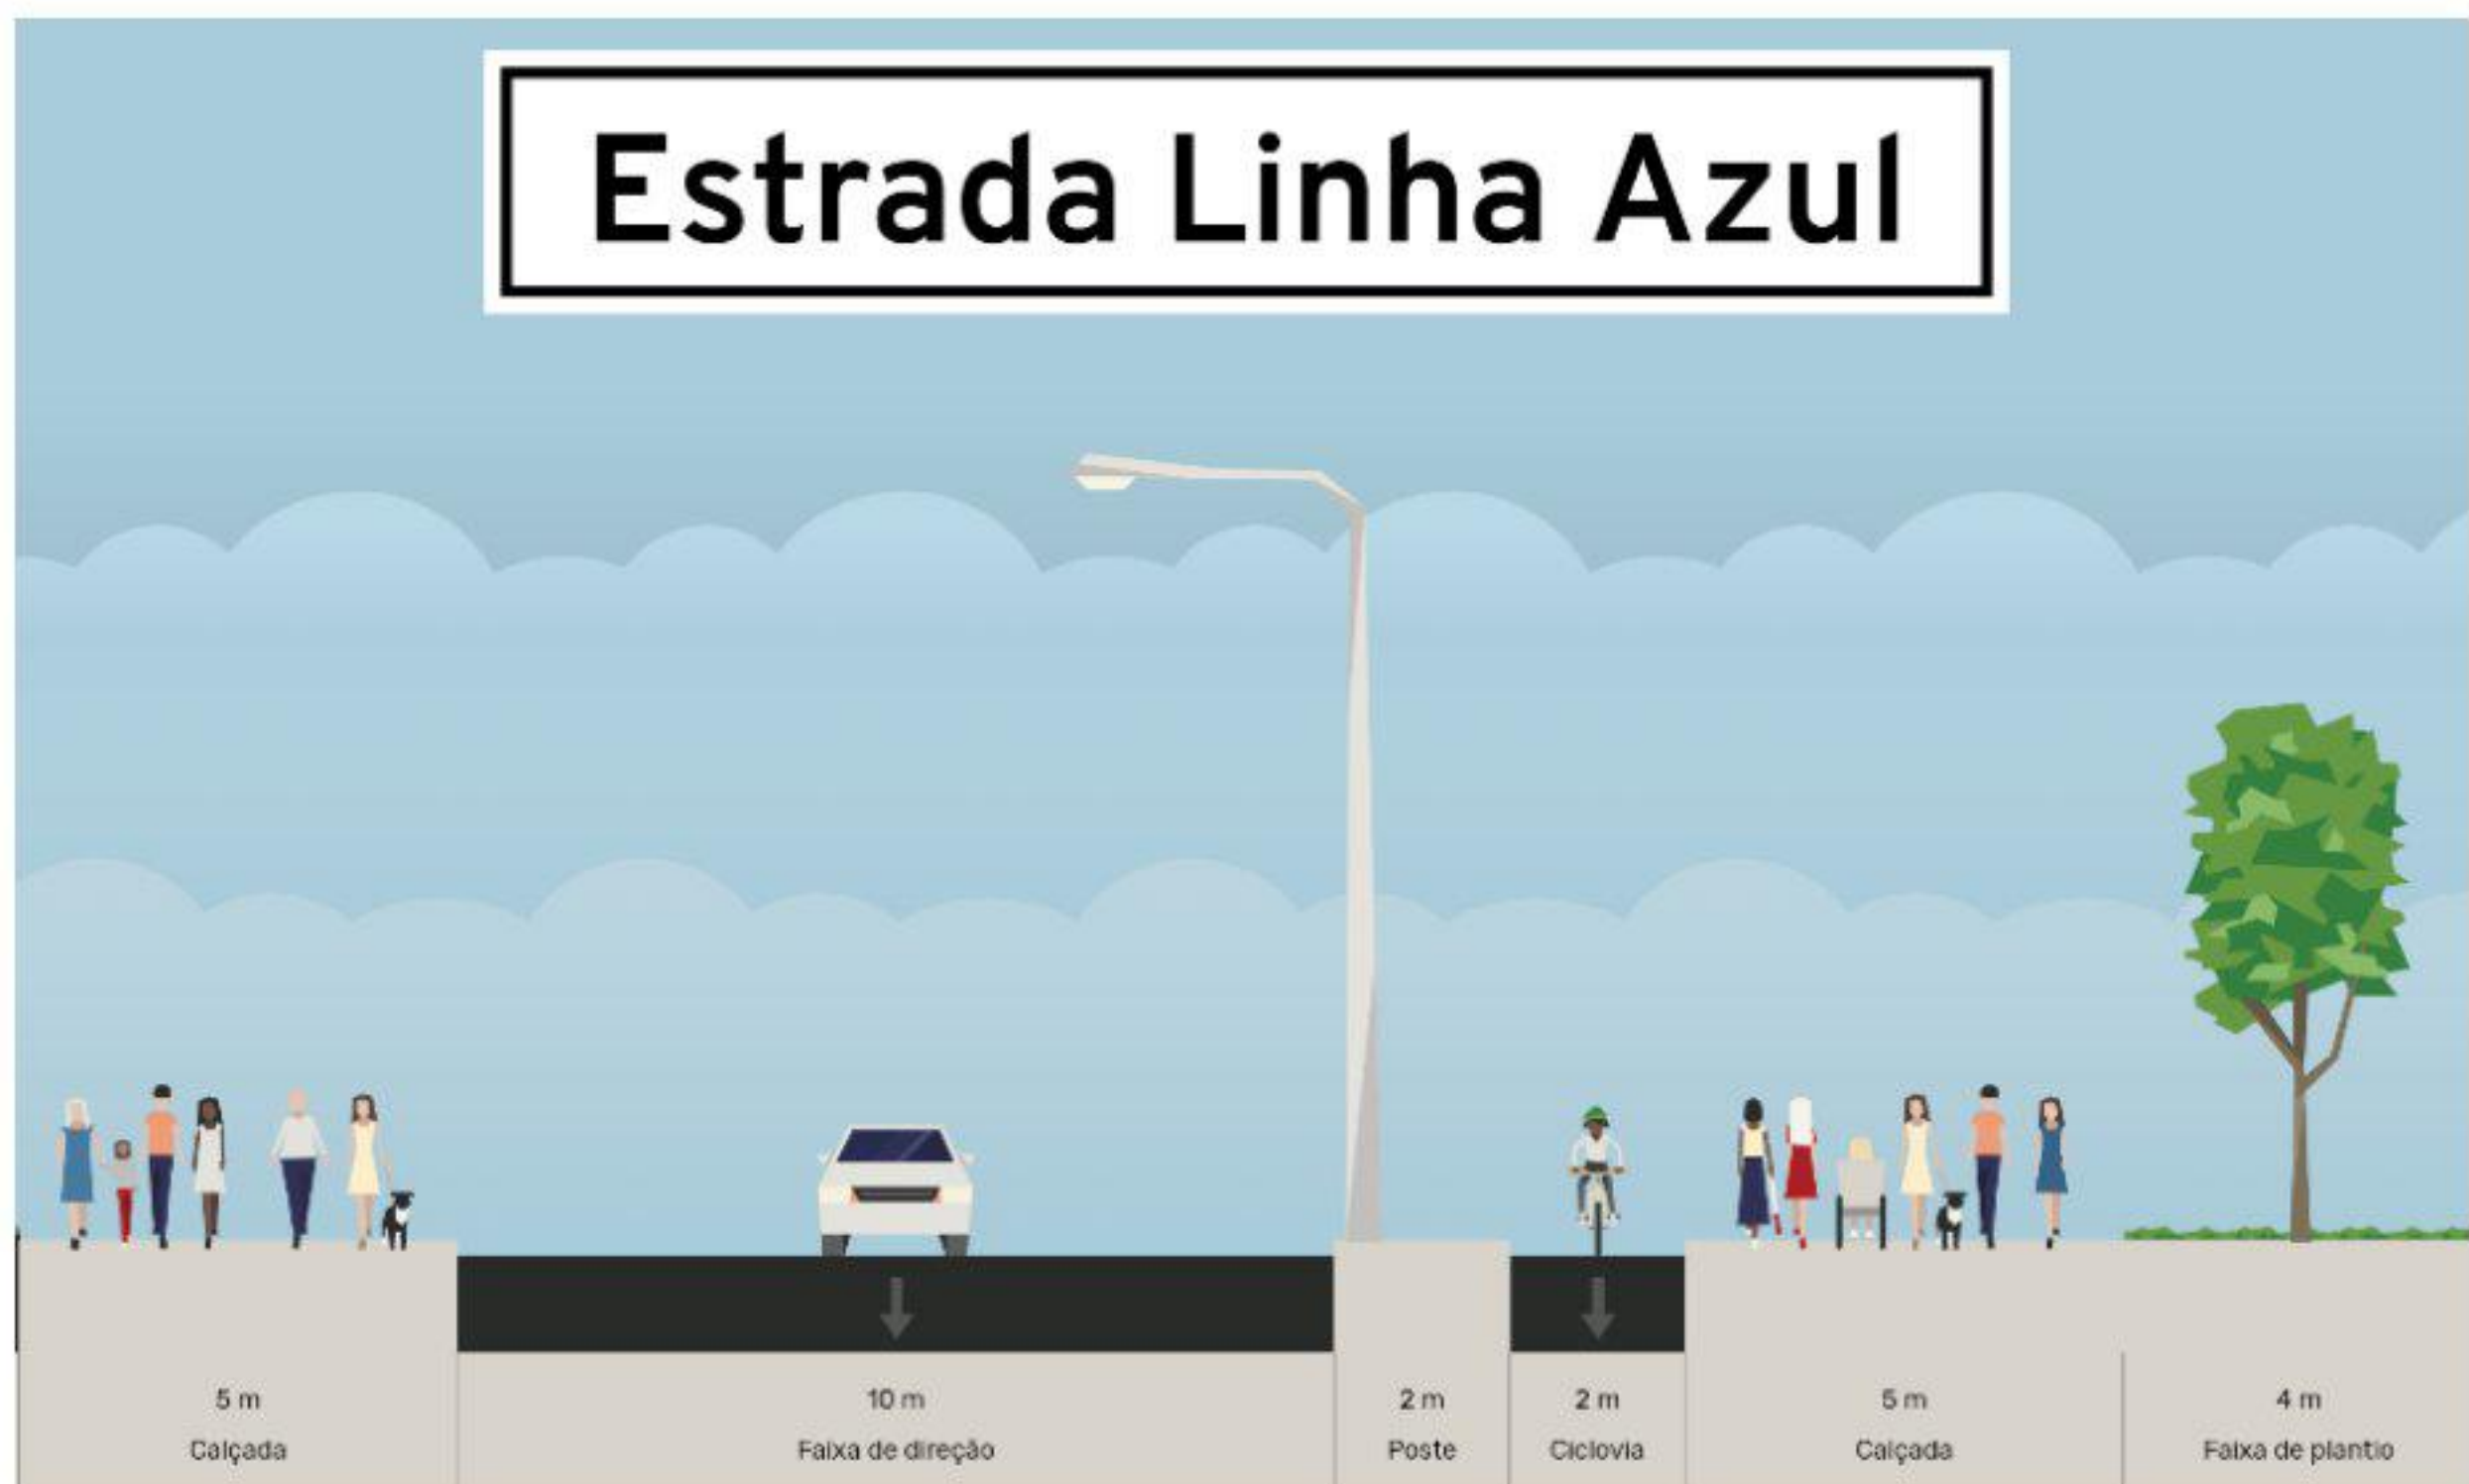 Estrada Linha Azul
5 m
Calçada
10 m
Faixa de direção
2 m
Poste
2 m
Ciclovia
5 m
Calçada
4 m
Faixa de plantio